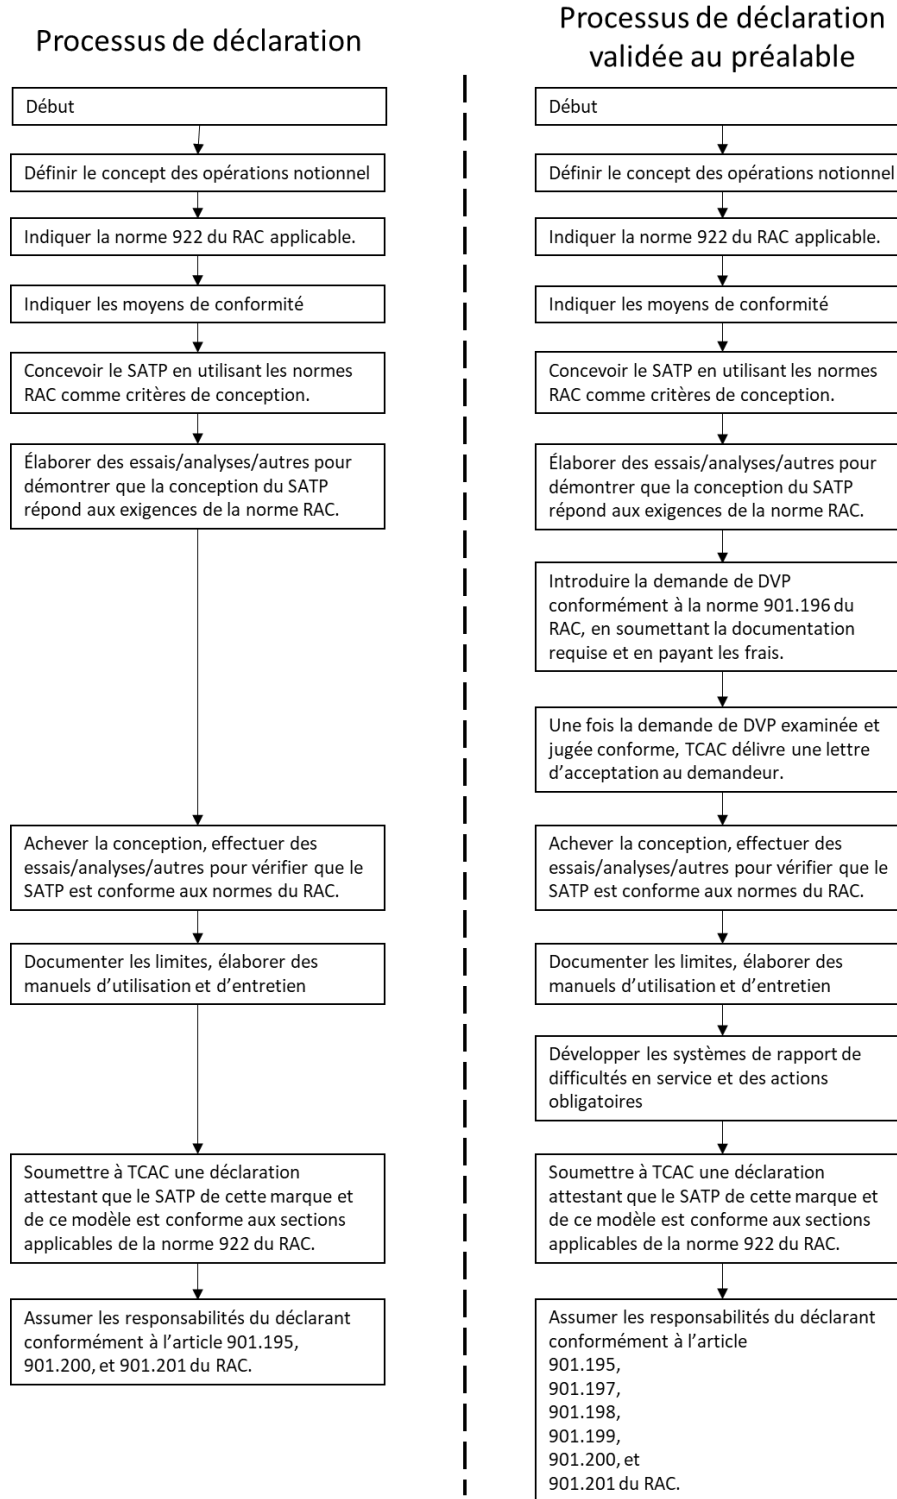 Processus de déclaration
Début
Définir le concept des opérations notionnel
Indiquer la norme 922 du RAC applicable.
Indiquer les moyens de conformité
Concevoir le SATP en utilisant les normes
RAC comme critères de conception.
Élaborer des essais/analyses/autres pour
démontrer que la conception du SATP
répond aux exigences de la norme RAC.
Achever la conception, effectuer des
essais/analyses/autres pour vérifier que le
SATP est conforme aux normes du RAC.
Documenter les limites, élaborer des
manuels d’utilisation et d’entretien
Soumettre à TCAC une déclaration
attestant que le SATP de cette marque et
de ce modèle est conforme aux sections
applicables de la norme 922 du RAC.
Assumer les responsabilités du déclarant
conformément à l’article 901.195,
901.200, et 901.201 du RAC.
Processus de déclaration
validée au préalable
Début
Définir le concept des opérations notionnel
Indiquer la norme 922 du RAC applicable.
Indiquer les moyens de conformité
Concevoir le SATP en utilisant les normes
RAC comme critères de conception.
Élaborer des essais/analyses/autres pour
démontrer que la conception du SATP
répond aux exigences de la norme RAC.
Introduire la demande de DVP
conformément à la norme 901.196 du
RAC, en soumettant la documentation
requise et en payant les frais.
Une fois la demande de DVP examinée et
jugée conforme, TCAC délivre une lettre
d’acceptation au demandeur.
Achever la conception, effectuer des
essais/analyses/autres pour vérifier que le
SATP est conforme aux normes du RAC.
Documenter les limites, élaborer des
manuels d’utilisation et d’entretien
Développer les systèmes de rapport de
difficultés en service et des actions
obligatoires
Soumettre à TCAC une déclaration
attestant que le SATP de cette marque et
de ce modèle est conforme aux sections
applicables de la norme 922 du RAC.
Assumer les responsabilités du déclarant
conformément à l’article
901.195,
901.197,
901.198,
901.199,
901.200, et
901.201 du RAC.